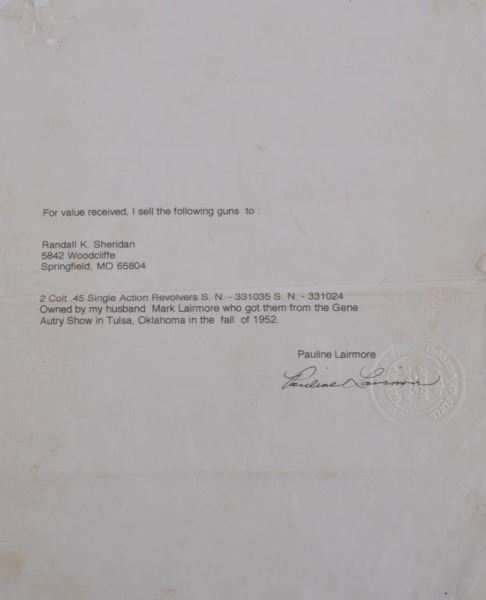 For value received, I sell the following guns to :
Randall K. Sheridan
5842 Woodcliffe
Springfield, MO 65804
2 Colt .45 Single Action Revolvers S. N. - 331035 S. N. - 331024
Owned by my husband Mark Lairmore who got them from the Gene
Autry Show in Tulsa, Oklahoma in the fall of 1952.
Pauline Lairmore
Pauline Lairmore